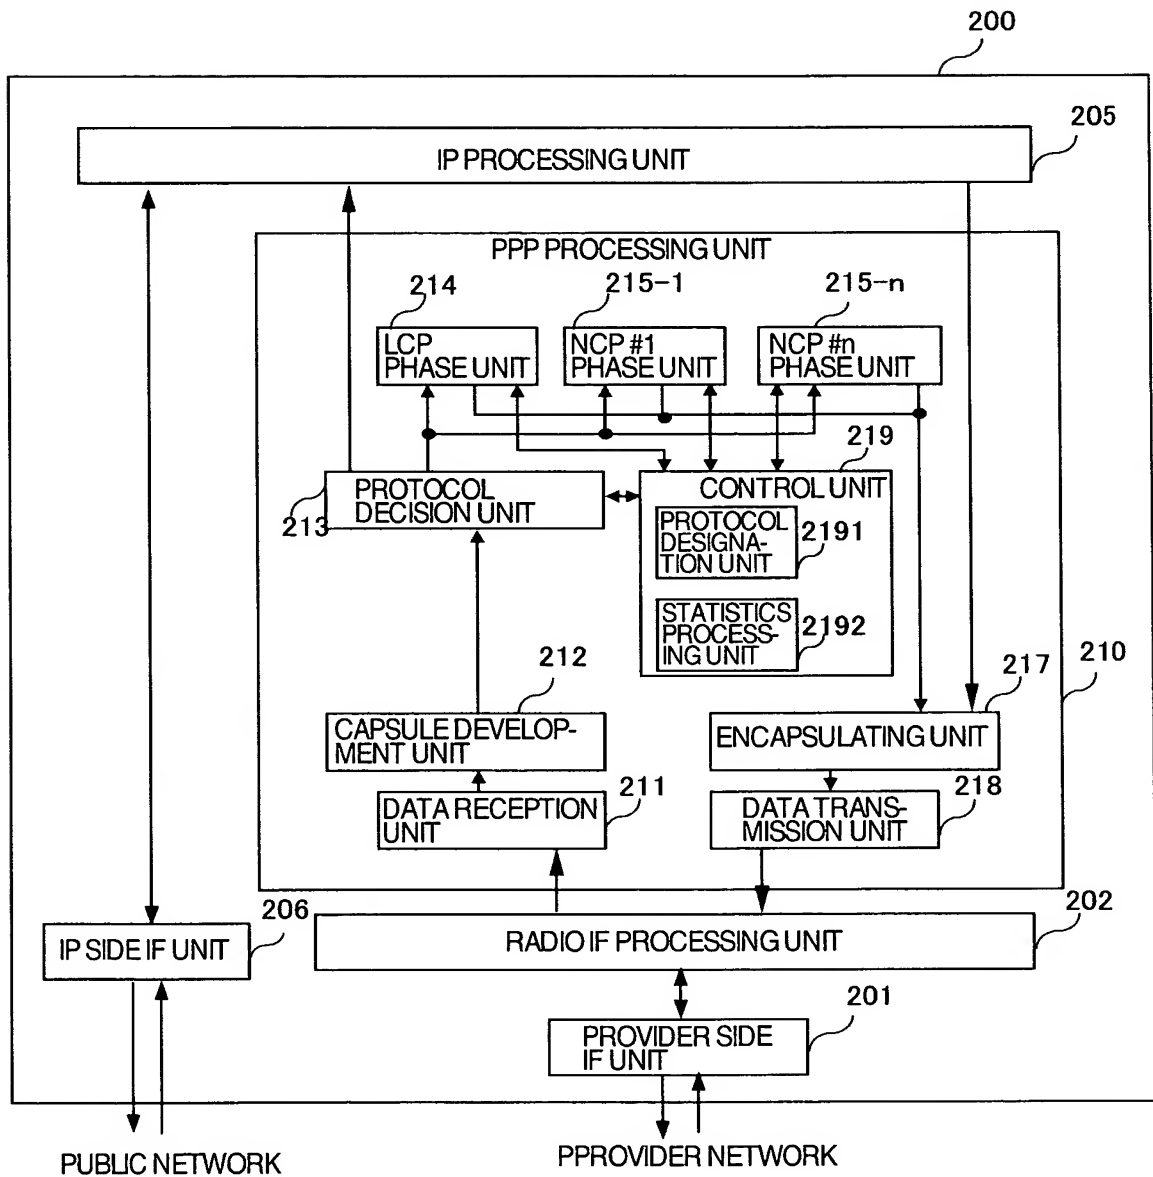 200
205
IP PROCESSING UNIT
PPP PROCESSING UNIT
214
215-1
215-n
LCP
PHASE UNIT
NCP #1
PHASE UNIT
NCP #n
PHASE UNIT
219
213
PROTOCOL
DECISION UNIT
CONTROL UNIT
PROTOCOL
DESIGNA-
TION UNIT
2191
STATISTICS
PROCESS-
ING UNIT
2192
212
217
210
CAPSULE DEVELOP-
MENT UNIT
ENCAPSULATING UNIT
211
218
DATA RECEPTION
UNIT
DATA TRANS-
MISSION UNIT
206
202
IP SIDE IF UNIT
RADIO IF PROCESSING UNIT
201
PROVIDER SIDE
IF UNIT
PUBLIC NETWORK
PPROVIDER NETWORK